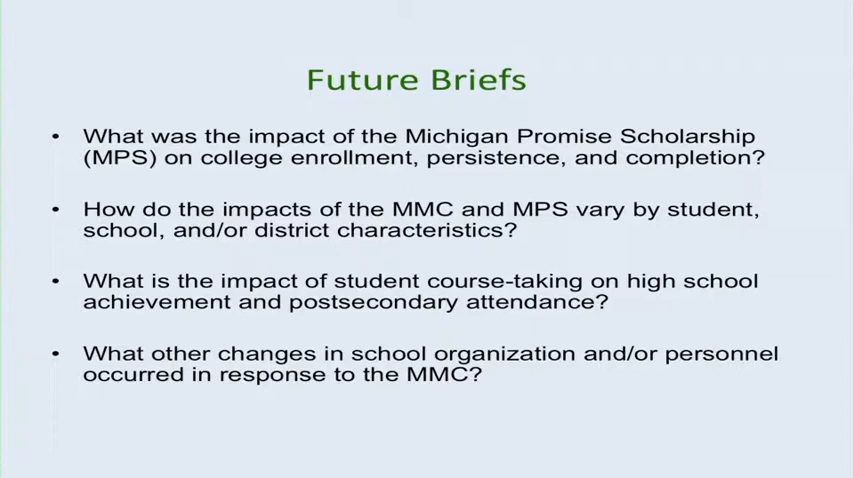 Future Briefs
• What was the impact of the Michigan Promise Scholarship
(MPS) on college enrollment, persistence, and completion?
• How do the impacts of the MMC and MPS vary by student,
school, and/or district characteristics?
• What is the impact of student course-taking on high school
achievement and postsecondary attendance?
• What other changes in school organization and/or personnel
occurred in response to the MMC?